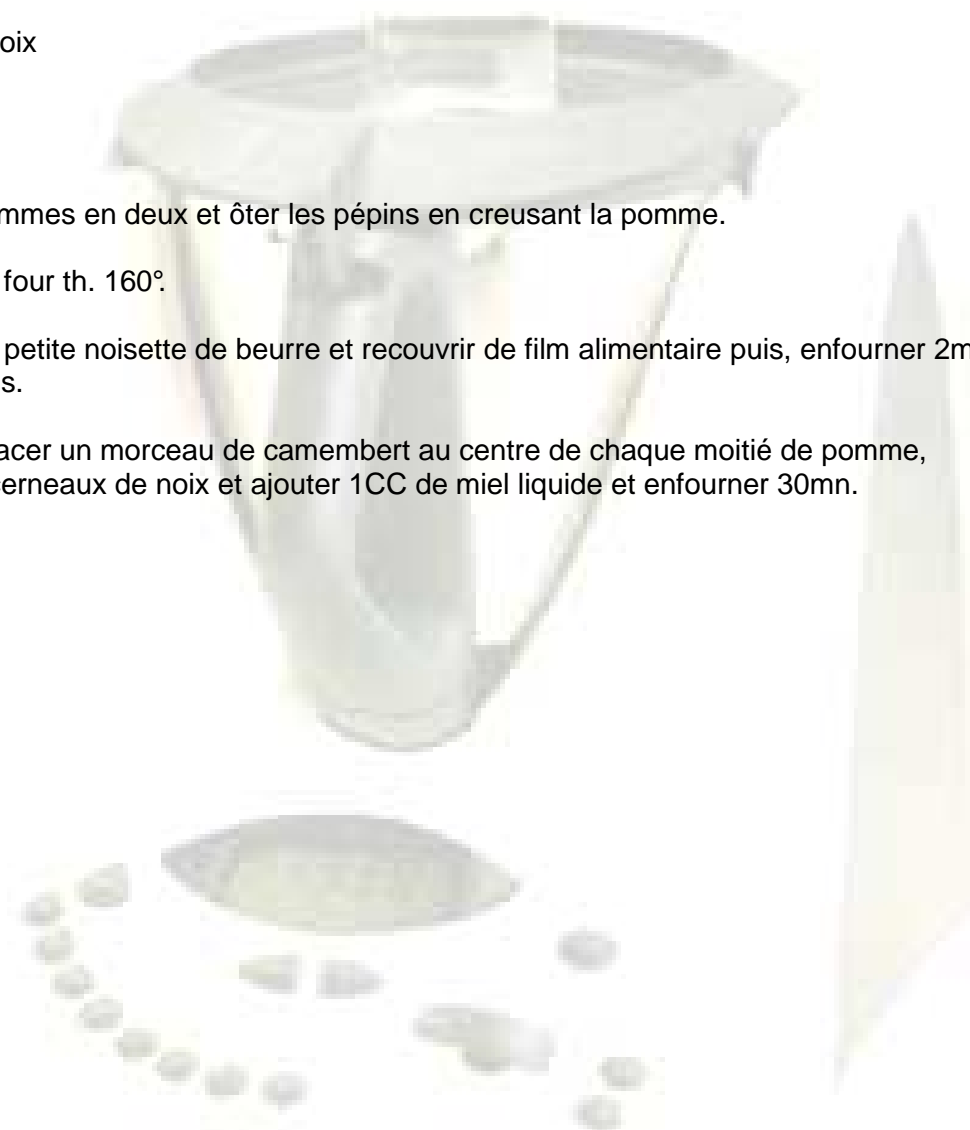 oix
mmes en deux et ôter les pépins en creusant la pomme.
four th. 160°.
petite noisette de beurre et recouvrir de film alimentaire puis, enfourner 2m
s.
acer un morceau de camembert au centre de chaque moitié de pomme,
cerneaux de noix et ajouter 1CC de miel liquide et enfourner 30mn.